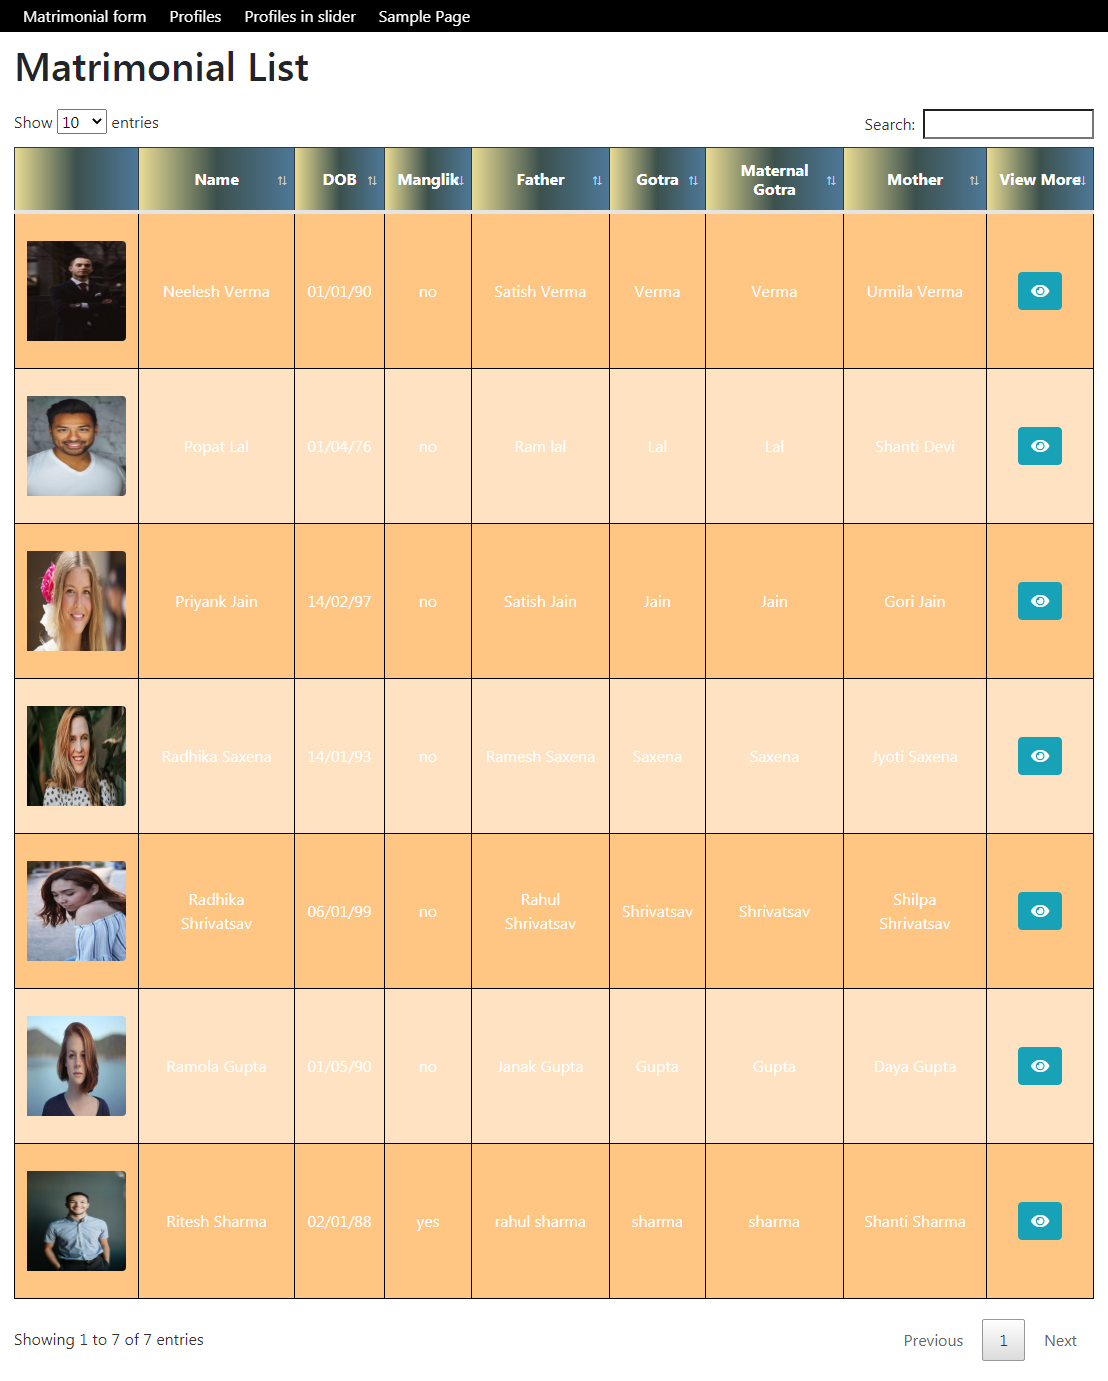 Matrimonial form Profiles Profiles in slider Sample Page
Matrimonial List
Show 10 entries Search:
Name DOB Manglik Father Gotra Maternal Gotra Mother View More
Neelesh Verma 01/01/90 no Satish Verma Verma Verma Urmila Verma
Popat Lal 01/04/76 no Ram lal Lal Lal Shanti Devi
Priyank Jain 14/02/97 no Satish Jain Jain Jain Gori Jain
Radhika Saxena 14/01/93 no Ramesh Saxena Saxena Saxena Jyoti Saxena
Radhika Shrivatsav 06/01/99 no Rahul Shrivatsav Shrivatsav Shrivatsav Shilpa Shrivatsav
Ramola Gupta 01/05/90 no Janak Gupta Gupta Gupta Daya Gupta
Ritesh Sharma 02/01/88 yes rahul sharma sharma sharma Shanti Sharma
Showing 1 to 7 of 7 entries Previous 1 Next